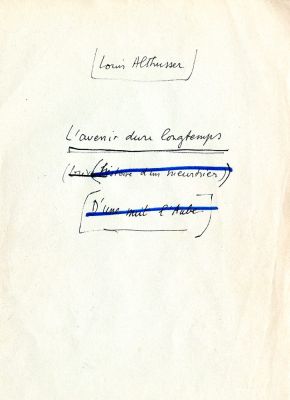 [Louis Althusser]
L'avenir dure longtemps
(histoire d'un meurtrier)
[D'une nuit l'aube]